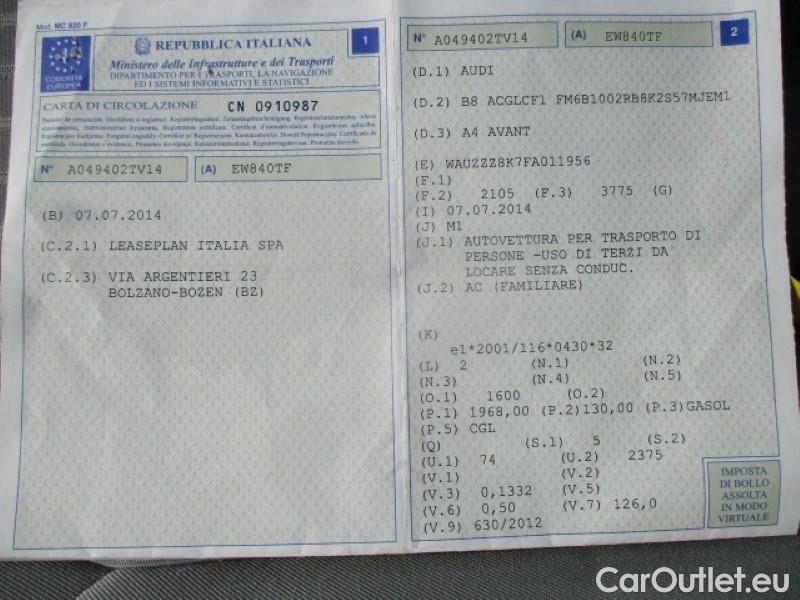 Mod. MC 820 F
1
REPUBBLICA ITALIANA
Ministero delle Infrastrutture e dei Trasporti
DIPARTIMENTO PER I TRASPORTI, LA NAVIGAZIONE
ED I SISTEMI INFORMATIVI E STATISTICI
COMUNITÀ
EUROPEA
CARTA DI CIRCOLAZIONE CN 0910987
N° A049402TV14 (A) EW840TF
(B) 07.07.2014
(C.2.1) LEASEPLAN ITALIA SPA
(C.2.3) VIA ARGENTIERI 23
BOLZANO-BOZEN (BZ)
N° A049402TV14 (A) EW840TF 2
(D.1) AUDI
(D.2) B8 ACGLCF1 FM6B1002RB8K2S57MJEM1
(D.3) A4 AVANT
(E) WAUZZZ8K7FA011956
(F.1)
(F.2) 2105 (F.3) 3775 (G)
(I) 07.07.2014
(J) M1
(J.1) AUTOVETTURA PER TRASPORTO DI
PERSONE -USO DI TERZI DA
LOCARE SENZA CONDUC.
(J.2) AC (FAMILIARE)
(K)
e1*2001/116*0430*32
(L) 2 (N.1) (N.2)
(N.3) (N.4) (N.5)
(O.1) 1600 (O.2)
(P.1) 1968,00 (P.2)130,00 (P.3)GASOL
(P.5) CGL
(Q) (S.1) 5 (S.2)
(U.1) 74 (U.2) 2375
(V.1) (V.2)
(V.3) 0,1332 (V.5)
(V.6) 0,50 (V.7) 126,0
(V.9) 630/2012
IMPOSTA
DI BOLLO
ASSOLTA
IN MODO
VIRTUALE
CarOutlet.eu